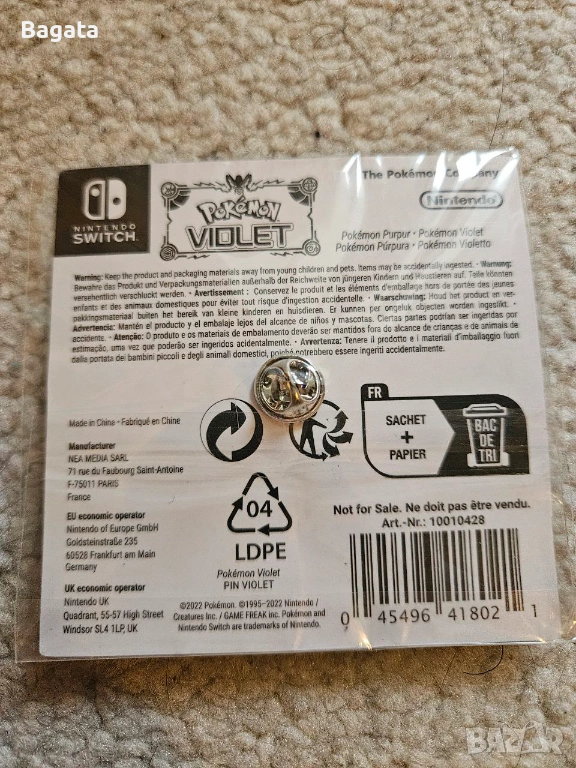 Bagata
NINTENDO
SWITCH™
POKÉMON
VIOLET
The Pokémon Company
Nintendo
Pokémon Purpur • Pokémon Violet
Pokémon Púrpura • Pokémon Violetto
Warning: Keep the product and packaging materials away from young children and pets. Items may be accidentally ingested. • Warnung:
Bewahre das Produkt und Verpackungsmaterialien außerhalb der Reichweite von jüngeren Kindern und Haustieren auf. Teile könnten
versehentlich verschluckt werden. • Avertissement : Conservez le produit et les éléments d'emballage hors de portée des jeunes
enfants et des animaux domestiques pour éviter tout risque d'ingestion accidentelle. • Waarschuwing: Houd het product en ver-
pakkingsmateriaal buiten het bereik van kleine kinderen en huisdieren. Er kunnen per ongeluk objecten worden ingeslikt. •
Advertencia: Mantén el producto y el embalaje lejos del alcance de niños y mascotas. Ciertas partes podrían ser ingeridas por
accidente. • Atenção: O produto e os materiais de embalamento deverão ser mantidos fora do alcance de crianças e de animais de
estimação, uma vez que poderão ser ingeridos acidentalmente. • Avvertenza: Tenere il prodotto e i materiali d'imballaggio fuori
dalla portata dei bambini piccoli e degli animali domestici, poiché potrebbero essere ingeriti accidentalmente.
Made in China • Fabriqué en Chine
Manufacturer
NEA MEDIA SARL
71 rue du Faubourg Saint-Antoine
F-75011 PARIS
France
EU economic operator
Nintendo of Europe GmbH
Goldsteinstraße 235
60528 Frankfurt am Main
Germany
UK economic operator
Nintendo UK
Quadrant, 55-57 High Street
Windsor SL4 1LP, UK
04
LDPE
Pokémon Violet
PIN VIOLET
©2022 Pokémon. ©1995–2022 Nintendo /
Creatures Inc. / GAME FREAK inc. Pokémon and
Nintendo Switch are trademarks of Nintendo.
FR
SACHET
+
PAPIER
BAC
DE
TRI
Not for Sale. Ne doit pas être vendu.
Art.-Nr.: 10010428
0 45496 41802 1
BAZAR